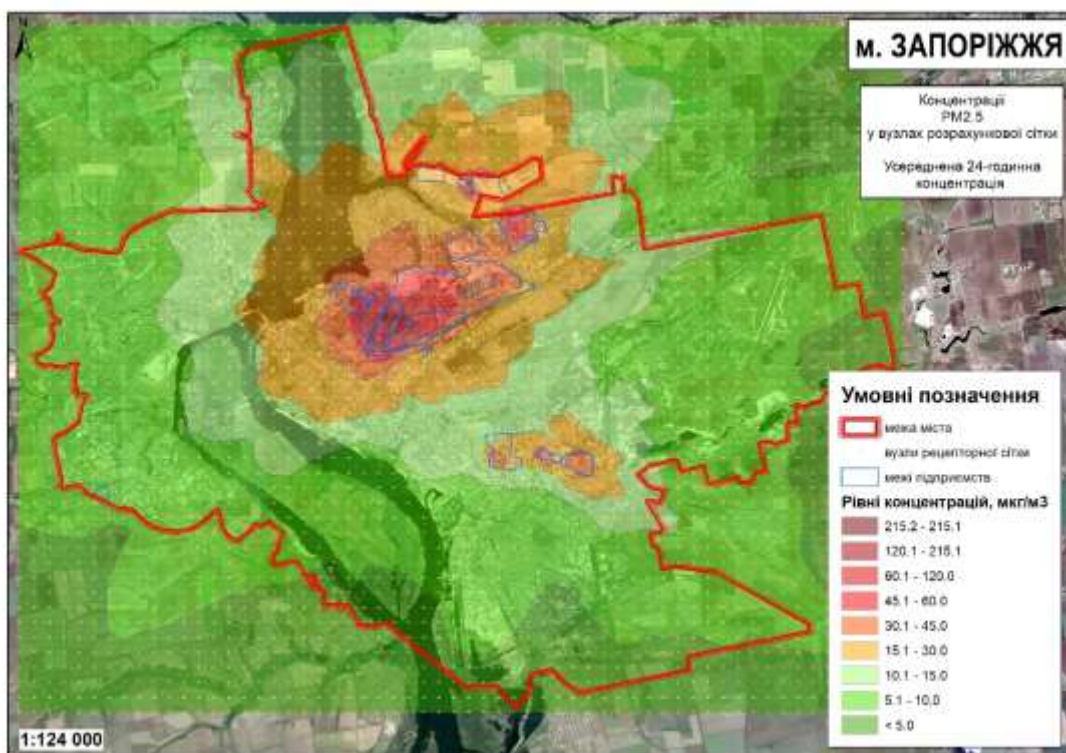 м. ЗАПОРІЖЖЯ
Концентрації
PM2.5
у вузлах розрахункової сітки
Усереднена 24-годинна
концентрація
Умовні позначення
межа міста
вузли рецепторної сітки
межі підприємств
Рівні концентрацій, мкг/м3
215.2 - 215.1
120.1 - 215.1
60.1 - 120.0
45.1 - 60.0
30.1 - 45.0
15.1 - 30.0
10.1 - 15.0
5.1 - 10.0
< 5.0
1:124 000